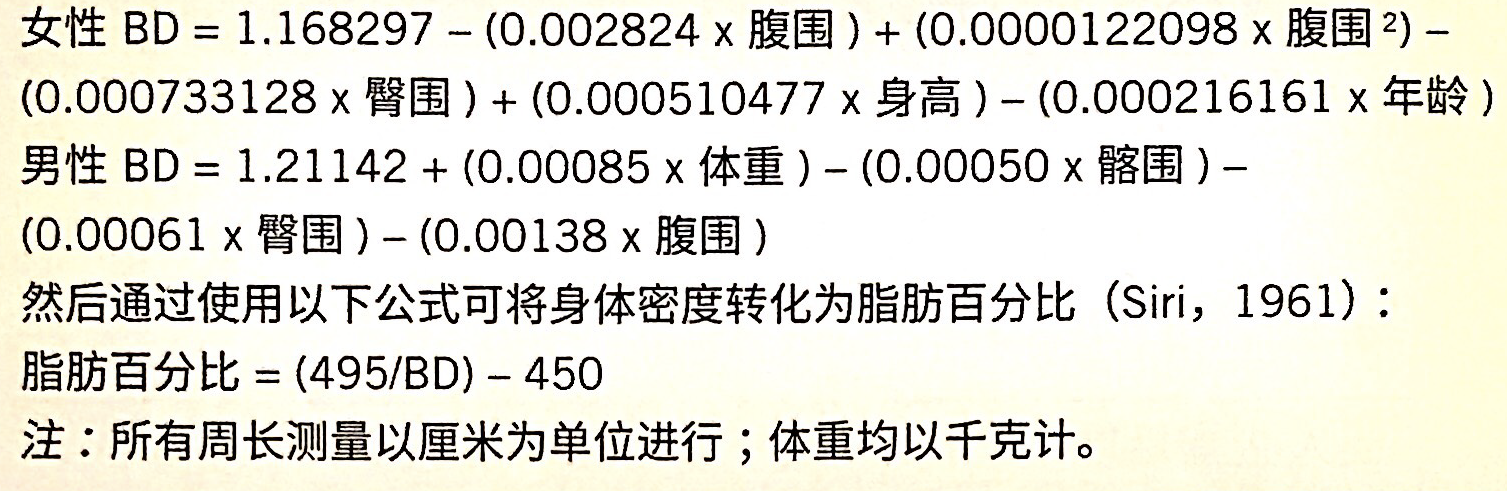 女性 BD = 1.168297 – (0.002824 x 腹围 ) + (0.0000122098 x 腹围 ²) –
(0.000733128 x 臀围 ) + (0.000510477 x 身高 ) – (0.000216161 x 年龄 )
男性 BD = 1.21142 + (0.00085 x 体重 ) – (0.00050 x 髂围 ) –
(0.00061 x 臀围 ) – (0.00138 x 腹围 )
然后通过使用以下公式可将身体密度转化为脂肪百分比（Siri，1961）：
脂肪百分比 = (495/BD) – 450
注：所有周长测量以厘米为单位进行；体重均以千克计。